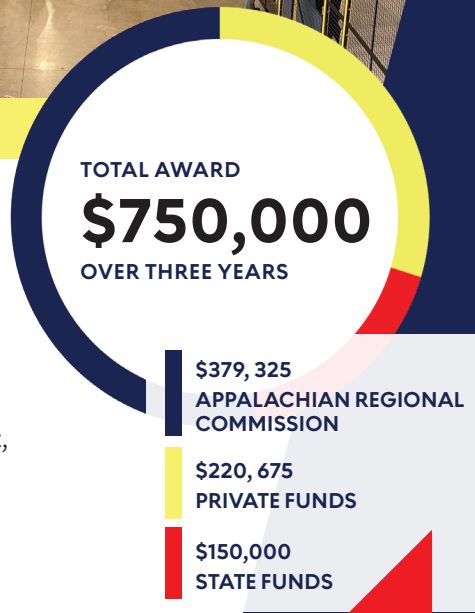 TOTAL AWARD
$750,000
OVER THREE YEARS
$379, 325
APPALACHIAN REGIONAL
COMMISSION
$220, 675
PRIVATE FUNDS
$150,000
STATE FUNDS